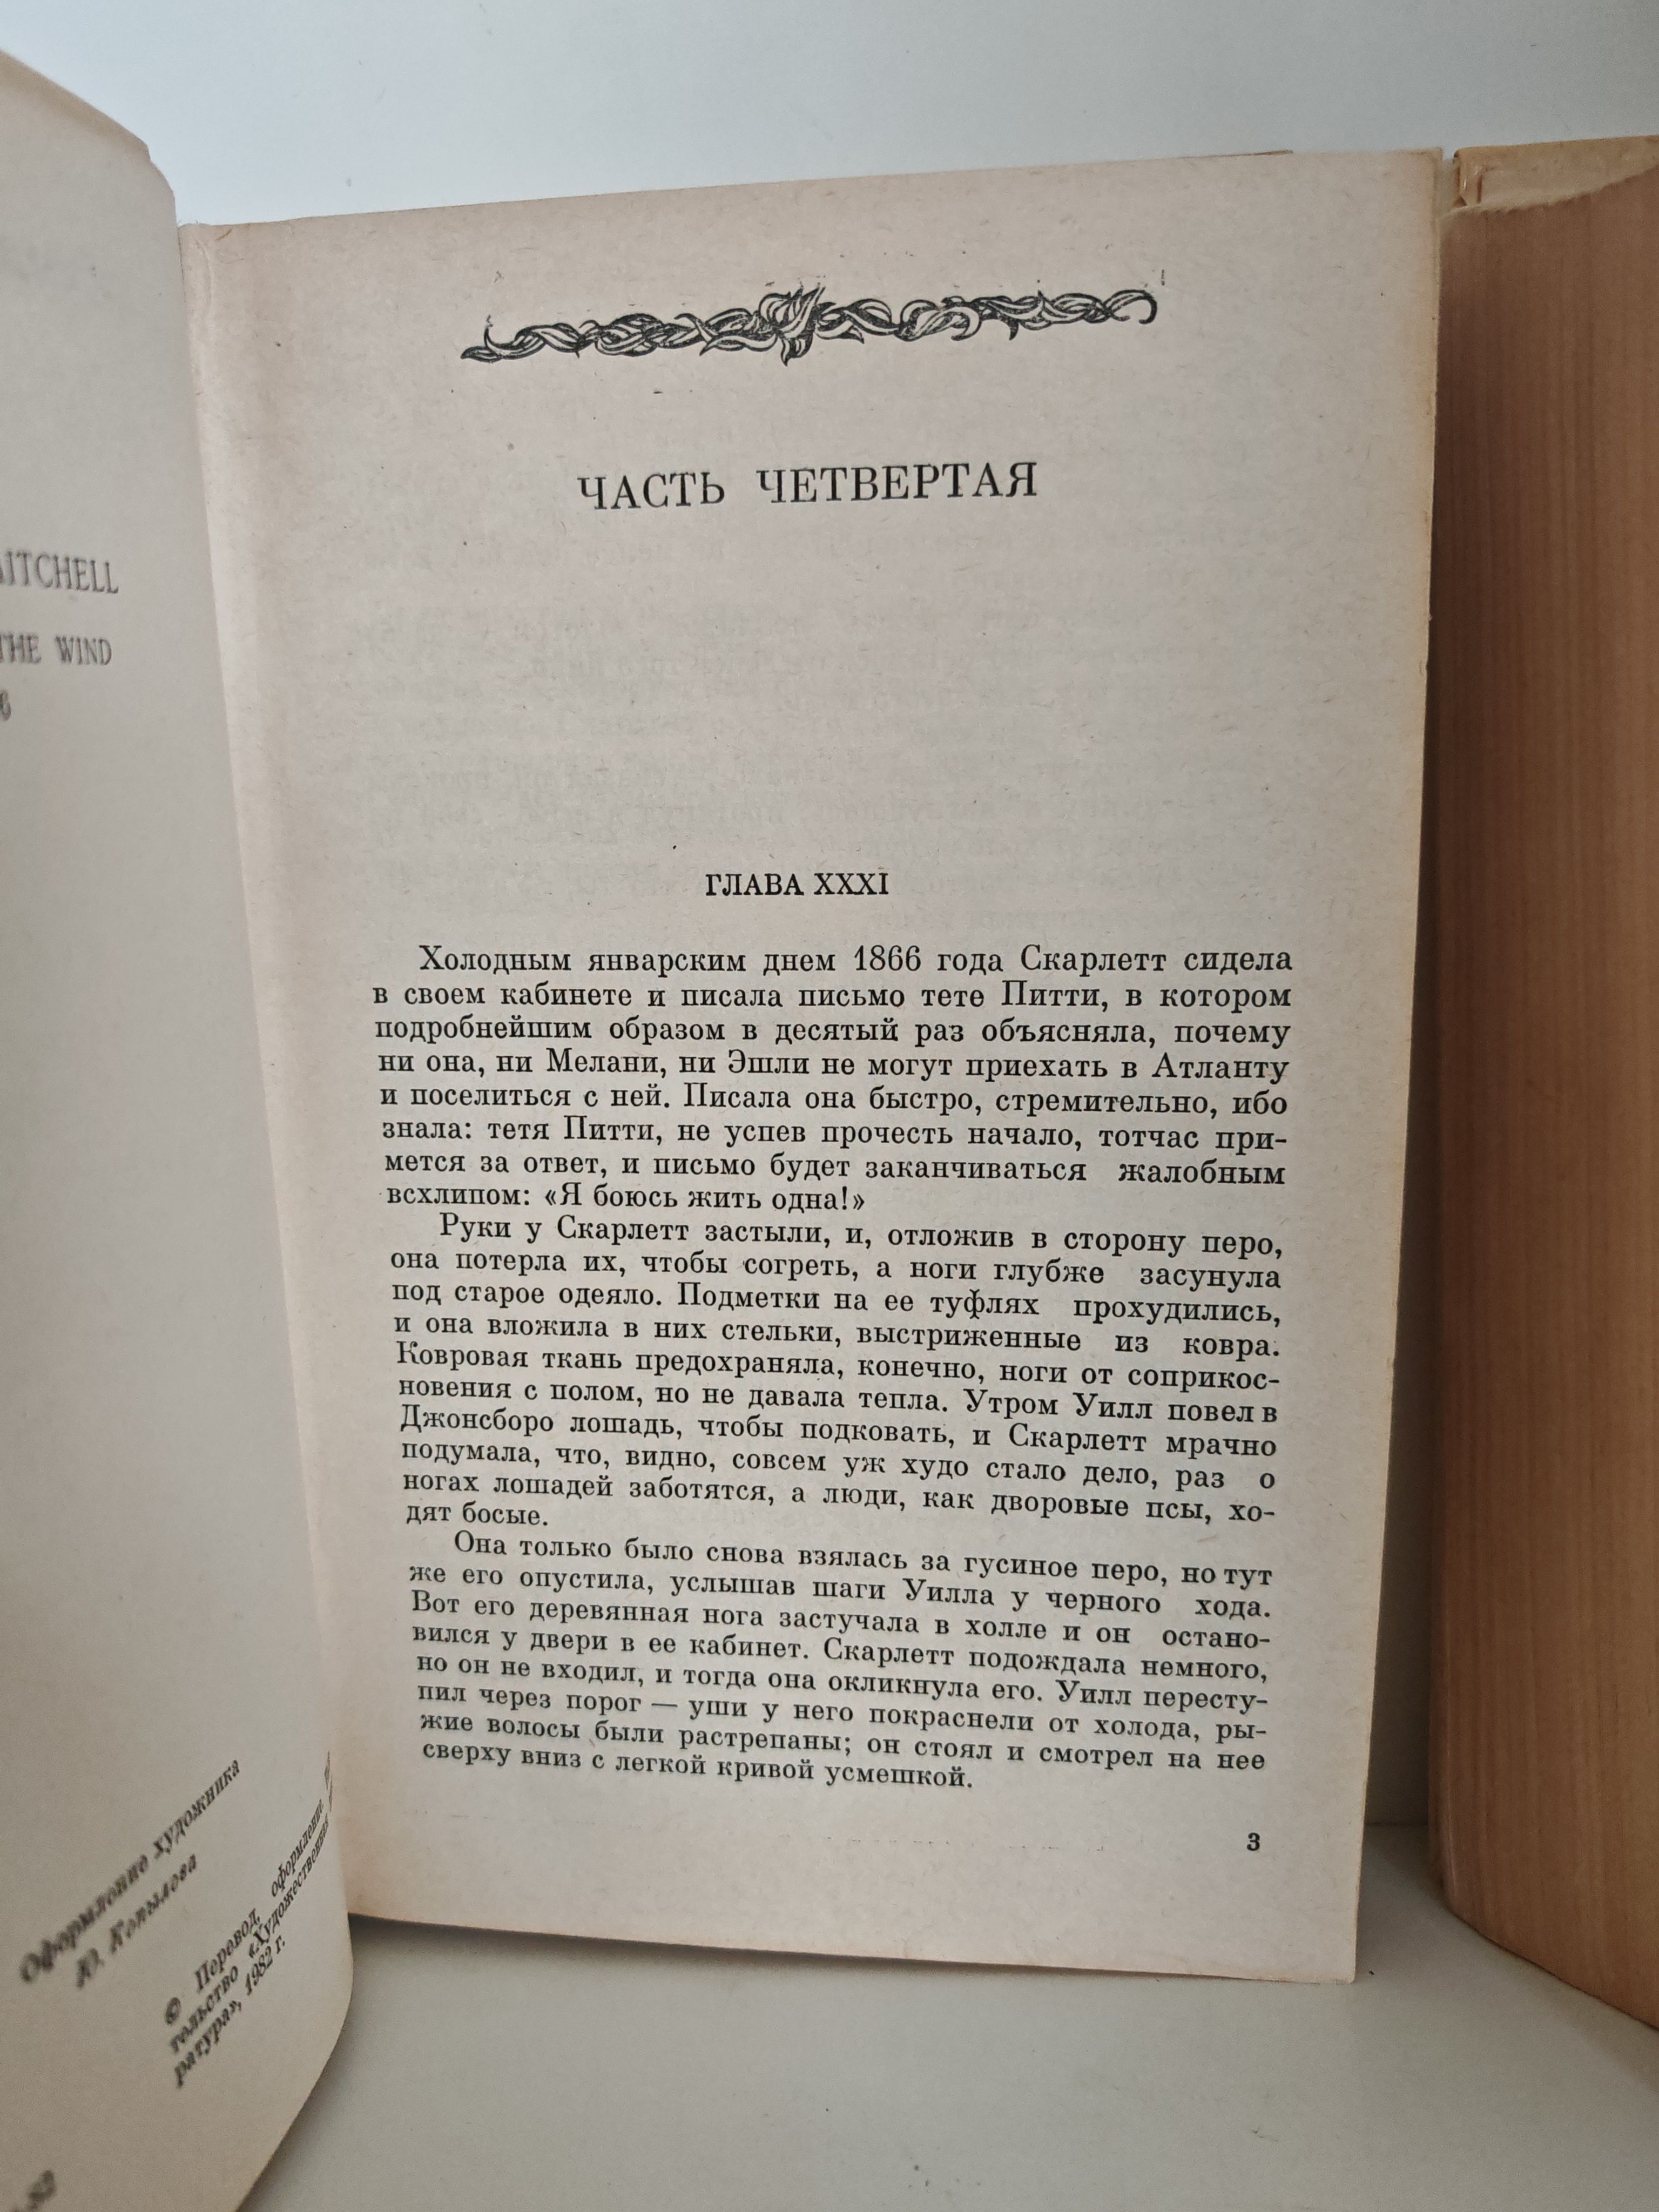 THE WIND
Оформление художника
Ю. Копылова
© Перевод, оформление
тельство «Художественная
ратура», 1982 г.
ЧАСТЬ ЧЕТВЕРТАЯ
ГЛАВА XXXI
Холодным январским днем 1866 года Скарлетт сидела
в своем кабинете и писала письмо тете Питти, в котором
подробнейшим образом в десятый раз объясняла, почему
ни она, ни Мелани, ни Эшли не могут приехать в Атланту
и поселиться с ней. Писала она быстро, стремительно, ибо
знала: тетя Питти, не успев прочесть начало, тотчас при-
мется за ответ, и письмо будет заканчиваться жалобным
всхлипом: «Я боюсь жить одна!»
Руки у Скарлетт застыли, и, отложив в сторону перо,
она потерла их, чтобы согреть, а ноги глубже засунула
под старое одеяло. Подметки на ее туфлях прохудились,
и она вложила в них стельки, выстриженные из ковра.
Ковровая ткань предохраняла, конечно, ноги от соприкос-
новения с полом, но не давала тепла. Утром Уилл повел в
Джонсборо лошадь, чтобы подковать, и Скарлетт мрачно
подумала, что, видно, совсем уж худо стало дело, раз о
ногах лошадей заботятся, а люди, как дворовые псы, хо-
дят босые.
Она только было снова взялась за гусиное перо, но тут
же его опустила, услышав шаги Уилла у черного хода.
Вот его деревянная нога застучала в холле и он остано-
вился у двери в ее кабинет. Скарлетт подождала немного,
но он не входил, и тогда она окликнула его. Уилл пересту-
пил через порог — уши у него покраснели от холода, ры-
жие волосы были растрепаны; он стоял и смотрел на нее
сверху вниз с легкой кривой усмешкой.
3